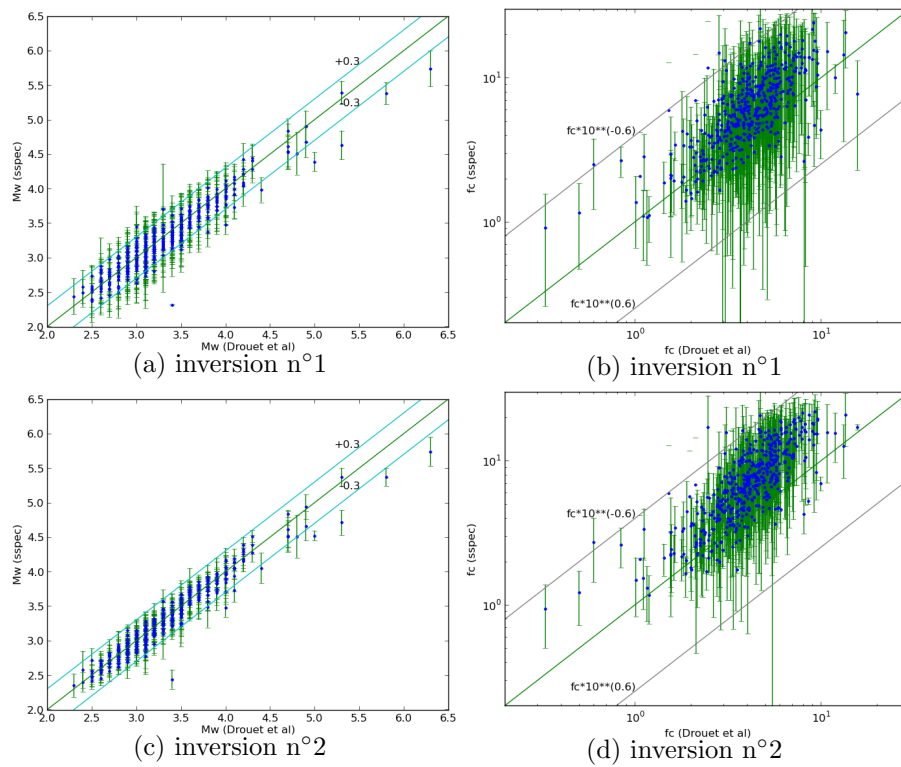 6.5
6.0
5.5
5.0
4.5
4.0
3.5
3.0
2.5
2.0
Mw (sspec)
+0.3
-0.3
2.0 2.5 3.0 3.5 4.0 4.5 5.0 5.5 6.0 6.5
Mw (Drouet et al)
(a) inversion n°1
10¹
10⁰
fc (sspec)
fc*10**(-0.6)
fc*10**(0.6)
10⁰ 10¹
fc (Drouet et al)
(b) inversion n°1
6.5
6.0
5.5
5.0
4.5
4.0
3.5
3.0
2.5
2.0
Mw (sspec)
+0.3
-0.3
2.0 2.5 3.0 3.5 4.0 4.5 5.0 5.5 6.0 6.5
Mw (Drouet et al)
(c) inversion n°2
10¹
10⁰
fc (sspec)
fc*10**(-0.6)
fc*10**(0.6)
10⁰ 10¹
fc (Drouet et al)
(d) inversion n°2